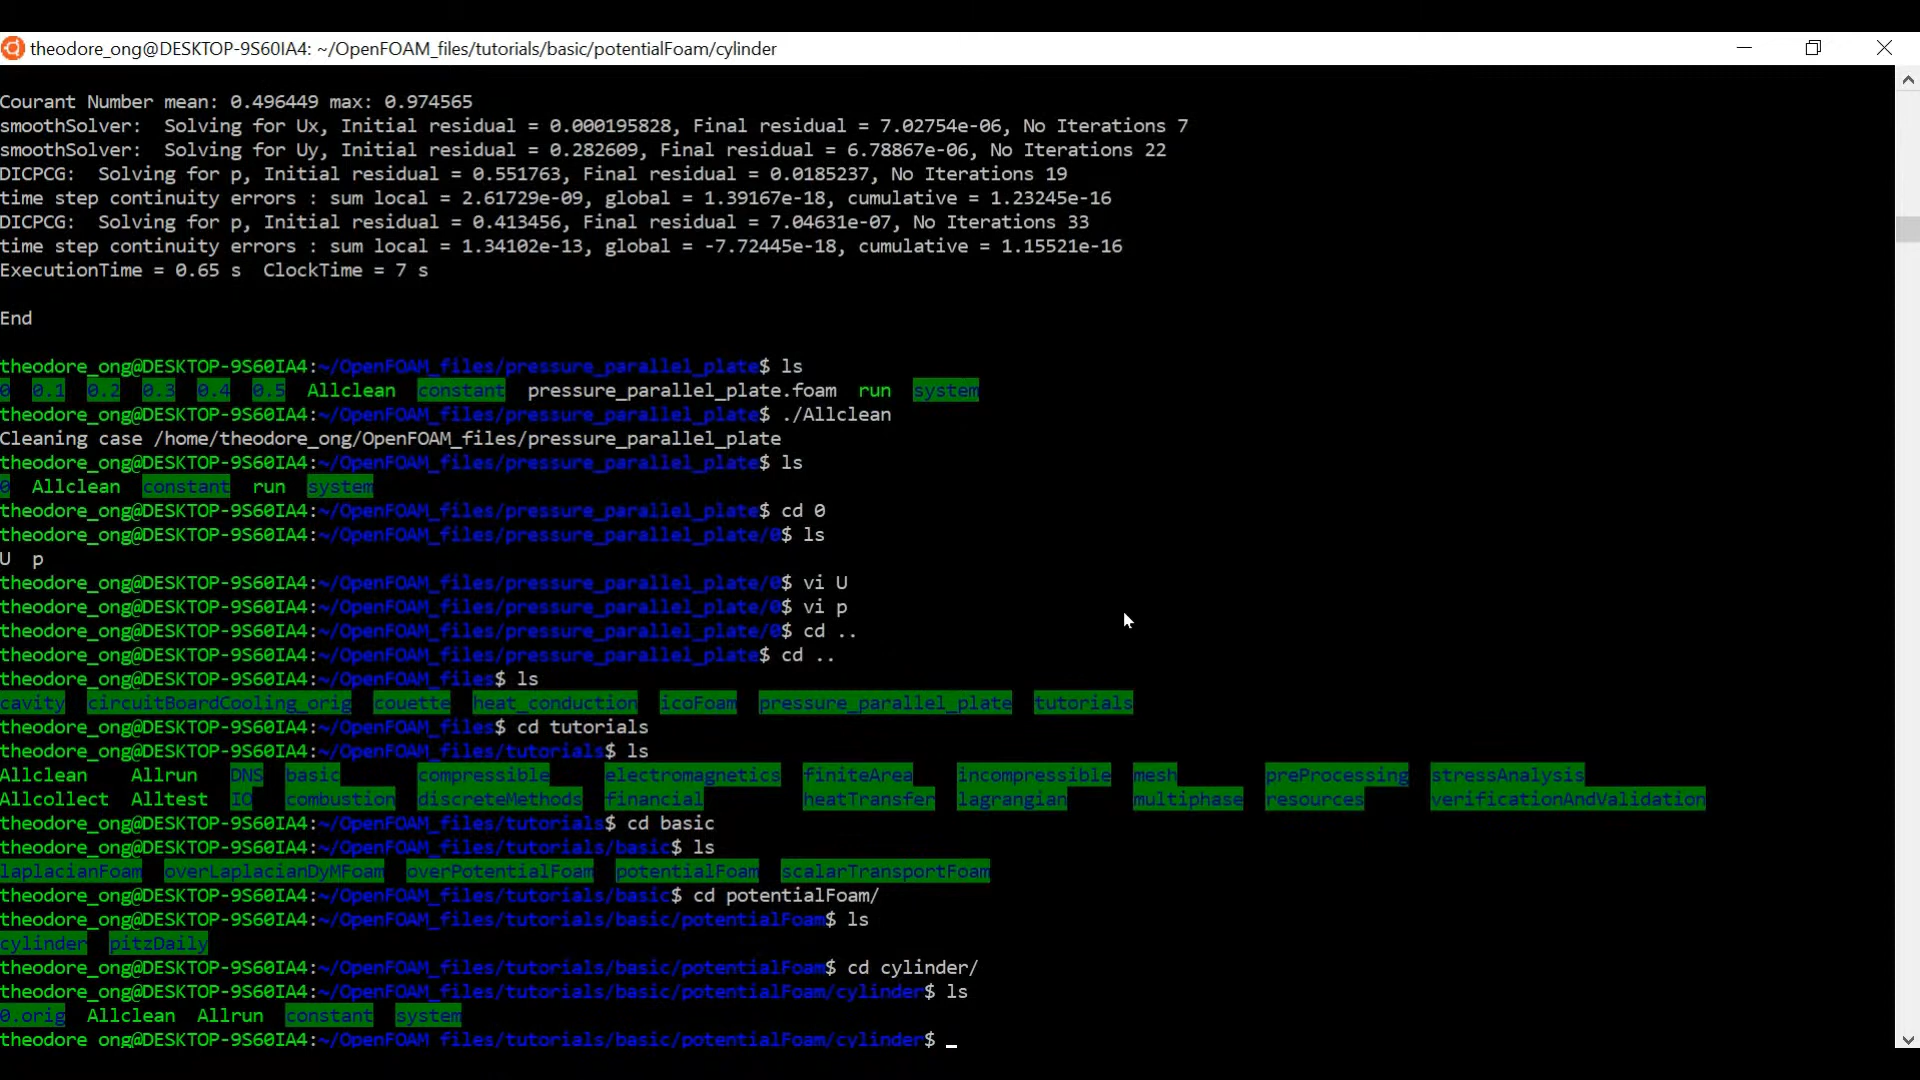 theodore_ong@DESKTOP-9S60IA4: ~/OpenFOAM_files/tutorials/basic/potentialFoam/cylinder
Courant Number mean: 0.496449 max: 0.974565
smoothSolver:  Solving for Ux, Initial residual = 0.000195828, Final residual = 7.02754e-06, No Iterations 7
smoothSolver:  Solving for Uy, Initial residual = 0.282609, Final residual = 6.78867e-06, No Iterations 22
DICPCG:  Solving for p, Initial residual = 0.551763, Final residual = 0.0185237, No Iterations 19
time step continuity errors : sum local = 2.61729e-09, global = 1.39167e-18, cumulative = 1.23245e-16
DICPCG:  Solving for p, Initial residual = 0.413456, Final residual = 7.04631e-07, No Iterations 33
time step continuity errors : sum local = 1.34102e-13, global = -7.72445e-18, cumulative = 1.15521e-16
ExecutionTime = 0.65 s  ClockTime = 7 s
End
theodore_ong@DESKTOP-9S60IA4:~/OpenFOAM_files/pressure_parallel_plate$ ls
0  0.1  0.2  0.3  0.4  0.5  Allclean  constant  pressure_parallel_plate.foam  run  system
theodore_ong@DESKTOP-9S60IA4:~/OpenFOAM_files/pressure_parallel_plate$ ./Allclean
Cleaning case /home/theodore_ong/OpenFOAM_files/pressure_parallel_plate
theodore_ong@DESKTOP-9S60IA4:~/OpenFOAM_files/pressure_parallel_plate$ ls
0  Allclean  constant  run  system
theodore_ong@DESKTOP-9S60IA4:~/OpenFOAM_files/pressure_parallel_plate$ cd 0
theodore_ong@DESKTOP-9S60IA4:~/OpenFOAM_files/pressure_parallel_plate/0$ ls
U  p
theodore_ong@DESKTOP-9S60IA4:~/OpenFOAM_files/pressure_parallel_plate/0$ vi U
theodore_ong@DESKTOP-9S60IA4:~/OpenFOAM_files/pressure_parallel_plate/0$ vi p
theodore_ong@DESKTOP-9S60IA4:~/OpenFOAM_files/pressure_parallel_plate/0$ cd ..
theodore_ong@DESKTOP-9S60IA4:~/OpenFOAM_files/pressure_parallel_plate$ cd ..
theodore_ong@DESKTOP-9S60IA4:~/OpenFOAM_files$ ls
cavity  circuitBoardCooling_orig  couette  heat_conduction  icoFoam  pressure_parallel_plate  tutorials
theodore_ong@DESKTOP-9S60IA4:~/OpenFOAM_files$ cd tutorials
theodore_ong@DESKTOP-9S60IA4:~/OpenFOAM_files/tutorials$ ls
Allclean    Allrun   DNS  basic       compressible     electromagnetics  finiteArea    incompressible  mesh        preProcessing  stressAnalysis
Allcollect  Alltest  IO   combustion  discreteMethods  financial         heatTransfer  lagrangian      multiphase  resources      verificationAndValidation
theodore_ong@DESKTOP-9S60IA4:~/OpenFOAM_files/tutorials$ cd basic
theodore_ong@DESKTOP-9S60IA4:~/OpenFOAM_files/tutorials/basic$ ls
laplacianFoam  overLaplacianDyMFoam  overPotentialFoam  potentialFoam  scalarTransportFoam
theodore_ong@DESKTOP-9S60IA4:~/OpenFOAM_files/tutorials/basic$ cd potentialFoam/
theodore_ong@DESKTOP-9S60IA4:~/OpenFOAM_files/tutorials/basic/potentialFoam$ ls
cylinder  pitzDaily
theodore_ong@DESKTOP-9S60IA4:~/OpenFOAM_files/tutorials/basic/potentialFoam$ cd cylinder/
theodore_ong@DESKTOP-9S60IA4:~/OpenFOAM_files/tutorials/basic/potentialFoam/cylinder$ ls
0.orig  Allclean  Allrun  constant  system
theodore_ong@DESKTOP-9S60IA4:~/OpenFOAM_files/tutorials/basic/potentialFoam/cylinder$ _